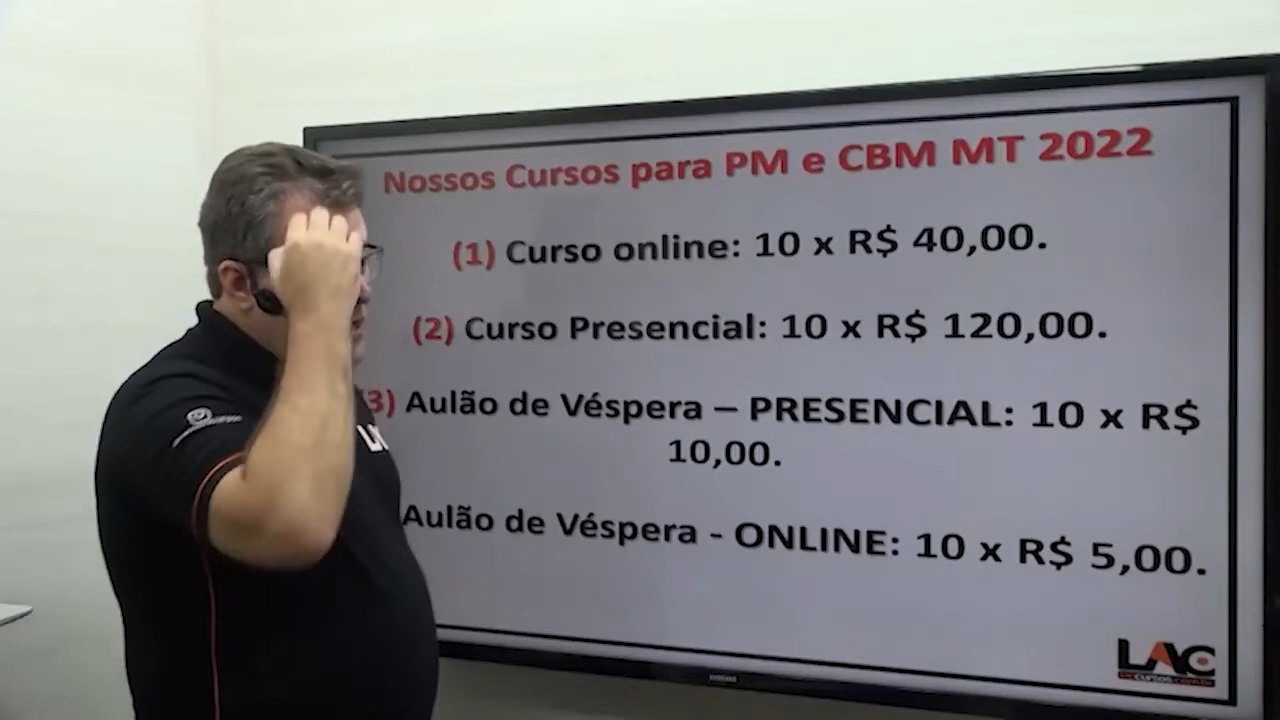 Nossos Cursos para PM e CBM MT 2022
(1) Curso online: 10 x R$ 40,00.
(2) Curso Presencial: 10 x R$ 120,00.
3) Aulão de Véspera – PRESENCIAL: 10 x R$
10,00.
Aulão de Véspera - ONLINE: 10 x R$ 5,00.
LAC